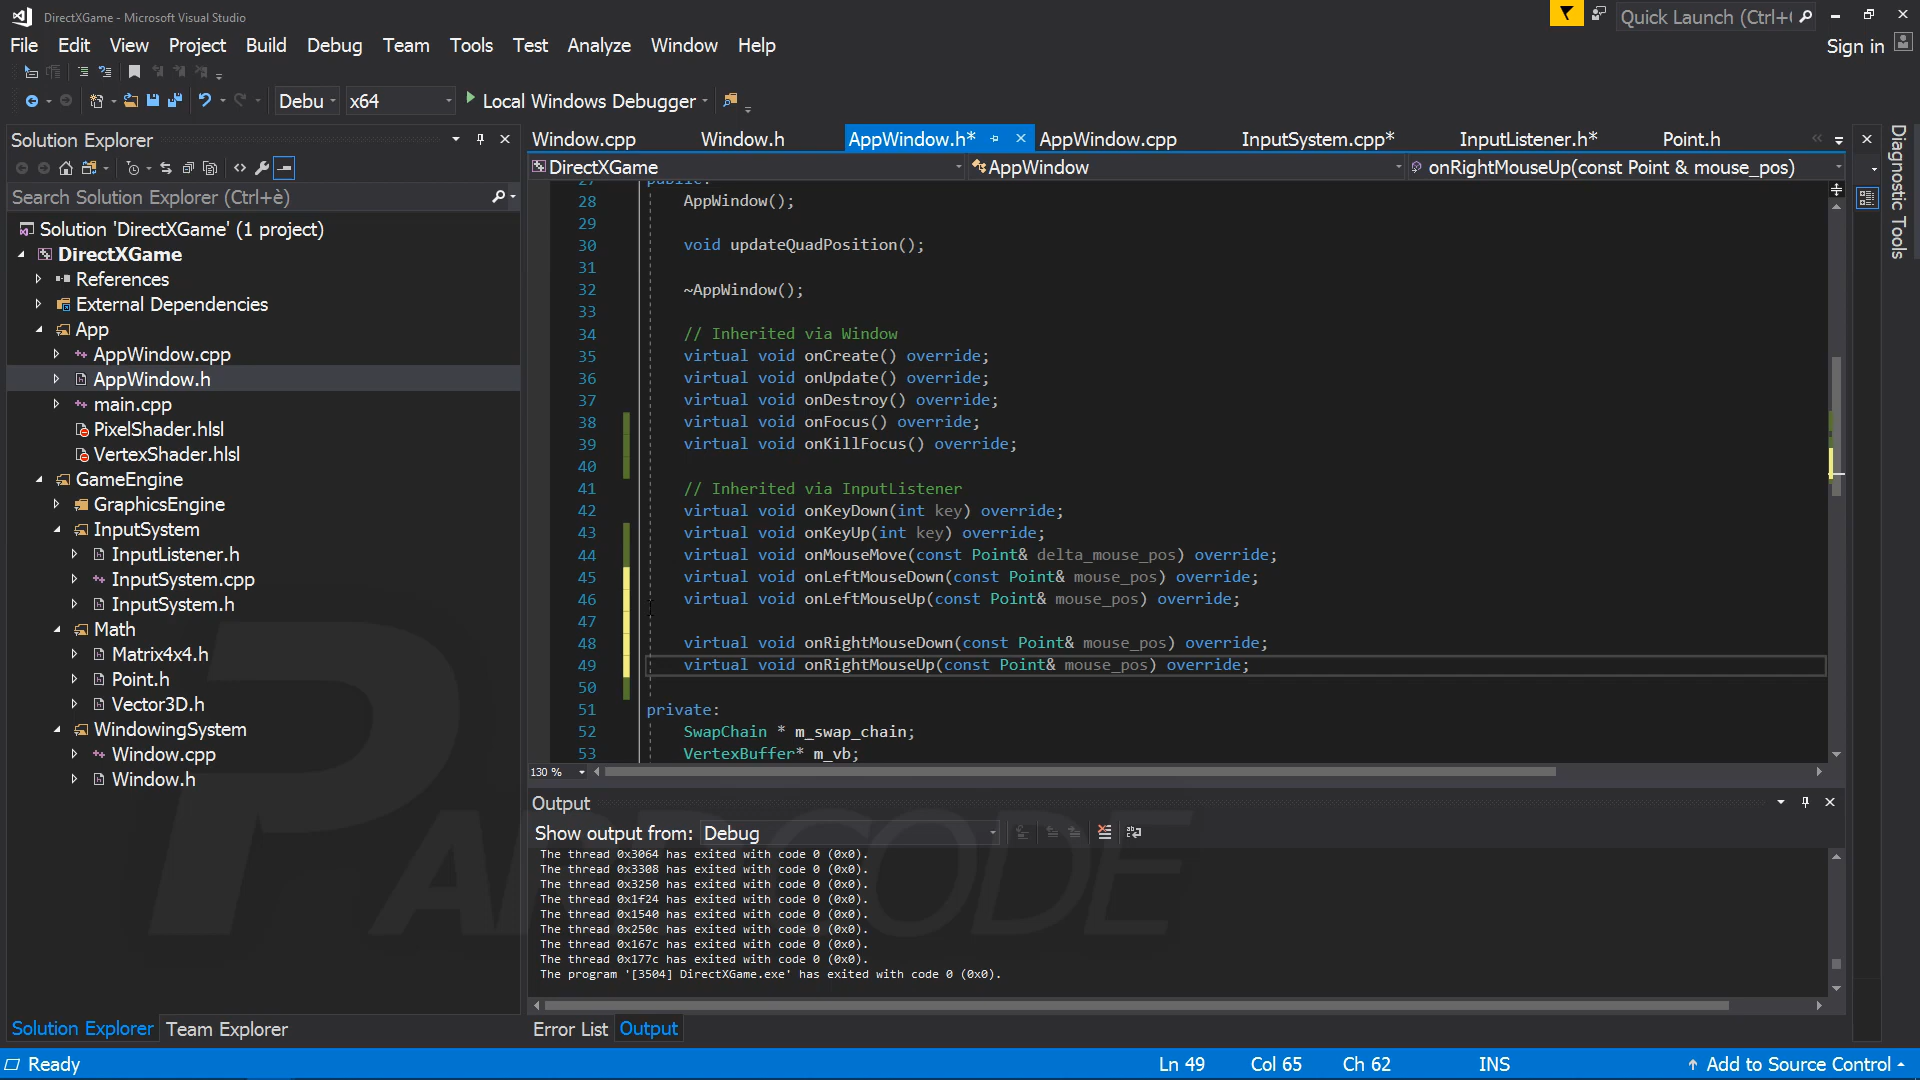 DirectXGame - Microsoft Visual Studio
Quick Launch (Ctrl+
File Edit View Project Build Debug Team Tools Test Analyze Window Help
Sign in
Debu x64 Local Windows Debugger
Solution Explorer
Search Solution Explorer (Ctrl+è)
Solution 'DirectXGame' (1 project)
DirectXGame
References
External Dependencies
App
AppWindow.cpp
AppWindow.h
main.cpp
PixelShader.hlsl
VertexShader.hlsl
GameEngine
GraphicsEngine
InputSystem
InputListener.h
InputSystem.cpp
InputSystem.h
Math
Matrix4x4.h
Point.h
Vector3D.h
WindowingSystem
Window.cpp
Window.h
Solution Explorer Team Explorer
Window.cpp Window.h AppWindow.h* AppWindow.cpp InputSystem.cpp* InputListener.h* Point.h
DirectXGame AppWindow onRightMouseUp(const Point & mouse_pos)
27 public:
28 AppWindow();
29
30 void updateQuadPosition();
31
32 ~AppWindow();
33
34 // Inherited via Window
35 virtual void onCreate() override;
36 virtual void onUpdate() override;
37 virtual void onDestroy() override;
38 virtual void onFocus() override;
39 virtual void onKillFocus() override;
40
41 // Inherited via InputListener
42 virtual void onKeyDown(int key) override;
43 virtual void onKeyUp(int key) override;
44 virtual void onMouseMove(const Point& delta_mouse_pos) override;
45 virtual void onLeftMouseDown(const Point& mouse_pos) override;
46 virtual void onLeftMouseUp(const Point& mouse_pos) override;
47
48 virtual void onRightMouseDown(const Point& mouse_pos) override;
49 virtual void onRightMouseUp(const Point& mouse_pos) override;
50
51 private:
52 SwapChain * m_swap_chain;
53 VertexBuffer* m_vb;
130 %
Output
Show output from: Debug
The thread 0x3064 has exited with code 0 (0x0).
The thread 0x3308 has exited with code 0 (0x0).
The thread 0x3250 has exited with code 0 (0x0).
The thread 0x1f24 has exited with code 0 (0x0).
The thread 0x1540 has exited with code 0 (0x0).
The thread 0x250c has exited with code 0 (0x0).
The thread 0x167c has exited with code 0 (0x0).
The thread 0x177c has exited with code 0 (0x0).
The program '[3504] DirectXGame.exe' has exited with code 0 (0x0).
Error List Output
Diagnostic Tools
Ready Ln 49 Col 65 Ch 62 INS Add to Source Control